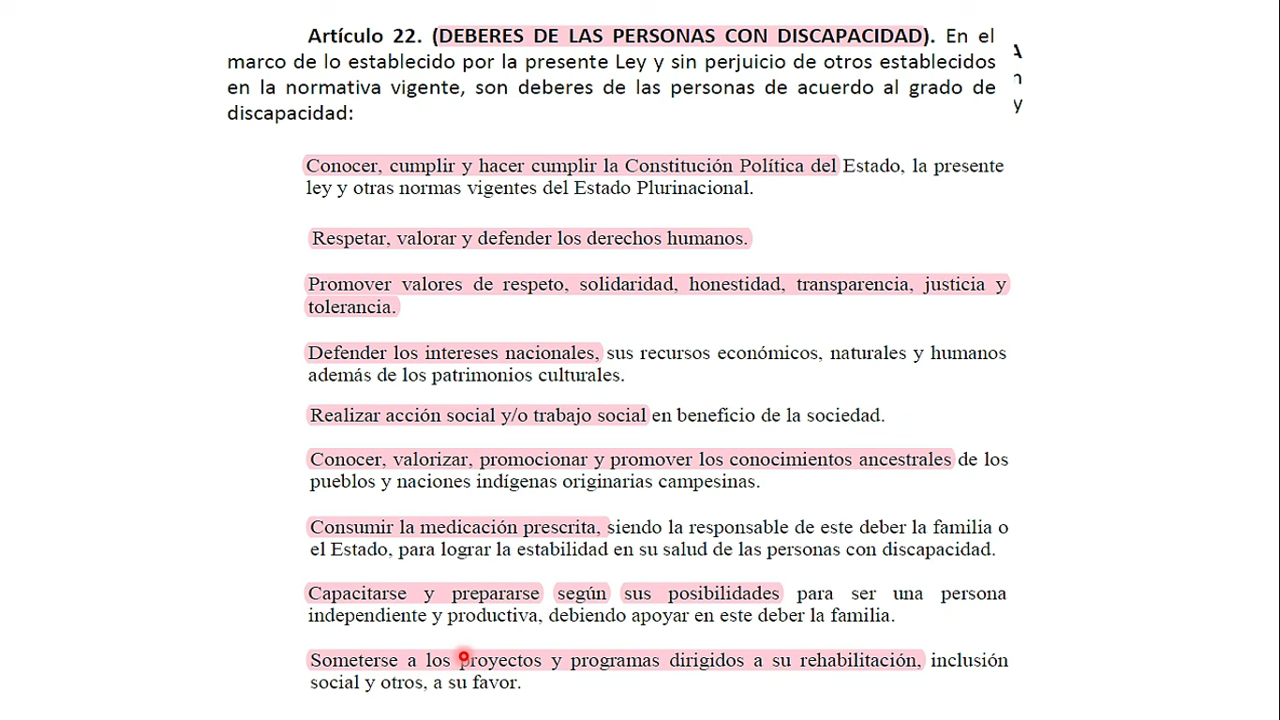 Artículo 22. (DEBERES DE LAS PERSONAS CON DISCAPACIDAD). En el
marco de lo establecido por la presente Ley y sin perjuicio de otros establecidos
en la normativa vigente, son deberes de las personas de acuerdo al grado de
discapacidad:
Conocer, cumplir y hacer cumplir la Constitución Política del Estado, la presente
ley y otras normas vigentes del Estado Plurinacional.
Respetar, valorar y defender los derechos humanos.
Promover valores de respeto, solidaridad, honestidad, transparencia, justicia y
tolerancia.
Defender los intereses nacionales, sus recursos económicos, naturales y humanos
además de los patrimonios culturales.
Realizar acción social y/o trabajo social en beneficio de la sociedad.
Conocer, valorizar, promocionar y promover los conocimientos ancestrales de los
pueblos y naciones indígenas originarias campesinas.
Consumir la medicación prescrita, siendo la responsable de este deber la familia o
el Estado, para lograr la estabilidad en su salud de las personas con discapacidad.
Capacitarse y prepararse según sus posibilidades para ser una persona
independiente y productiva, debiendo apoyar en este deber la familia.
Someterse a los proyectos y programas dirigidos a su rehabilitación, inclusión
social y otros, a su favor.